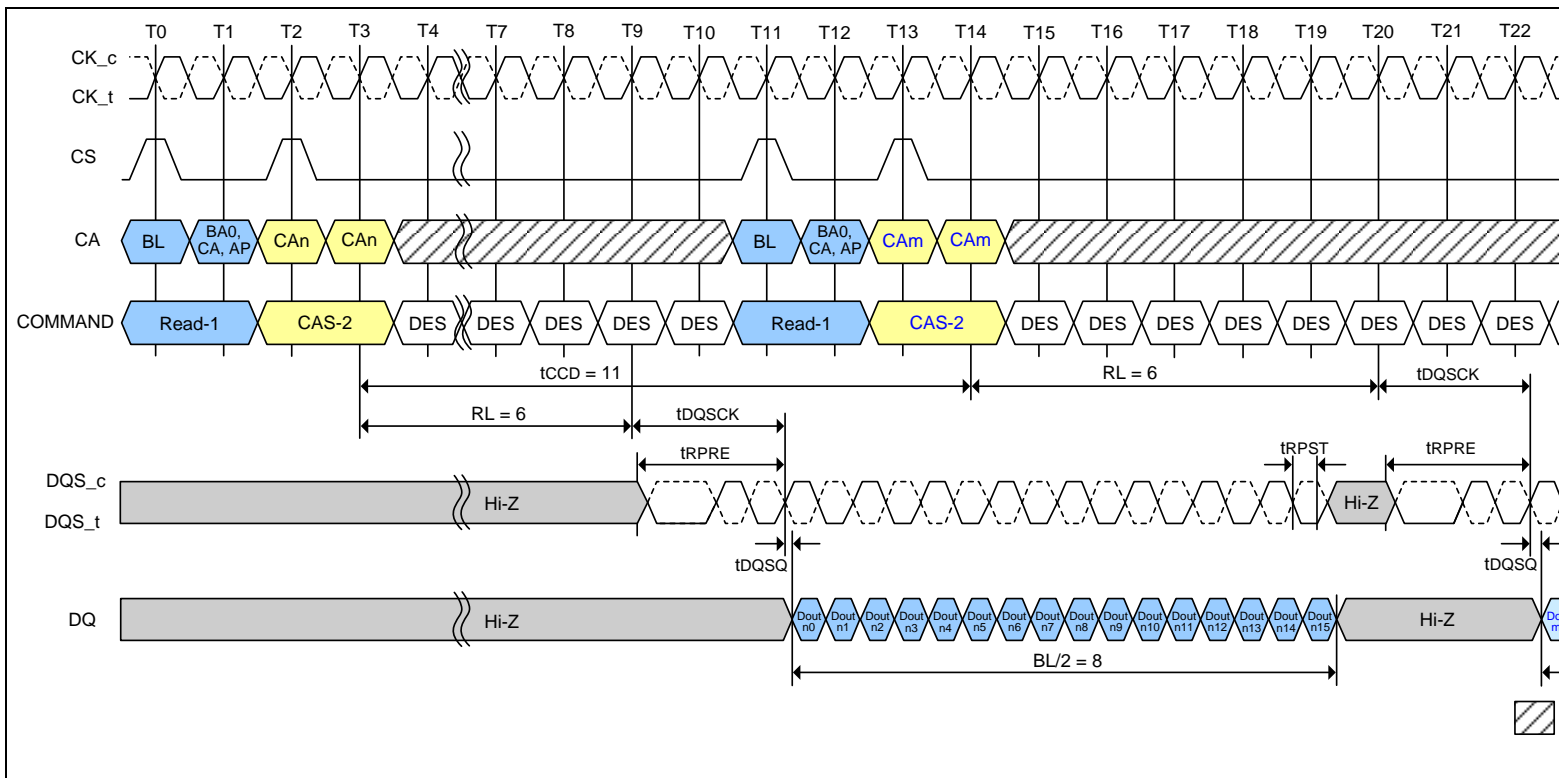 T0 T1 T2 T3 T4 T7 T8 T9 T10 T11 T12 T13 T14 T15 T16 T17 T18 T19 T20 T21 T22
CK_c
CK_t
CS
CA
BL
BA0,
CA, AP
CAn
CAn
BL
BA0,
CA, AP
CAm
CAm
COMMAND
Read-1
CAS-2
DES
DES
DES
DES
DES
Read-1
CAS-2
DES
DES
DES
DES
DES
DES
DES
DES
tCCD = 11
RL = 6
tDQSCK
RL = 6
tDQSCK
tRPRE
tRPST
tRPRE
DQS_c
DQS_t
Hi-Z
Hi-Z
tDQSQ
tDQSQ
DQ
Hi-Z
Dout
n0
Dout
n1
Dout
n2
Dout
n3
Dout
n4
Dout
n5
Dout
n6
Dout
n7
Dout
n8
Dout
n9
Dout
n10
Dout
n11
Dout
n12
Dout
n13
Dout
n14
Dout
n15
Hi-Z
BL/2 = 8